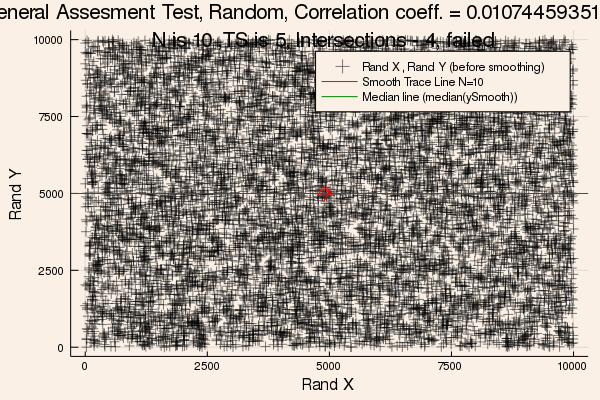 eneral Assesment Test, Random, Correlation coeff. = 0.01074459351
N is 10, TS is 5, Intersections - 4, failed
10000
7500
5000
2500
0
Rand Y
Rand X , Rand Y (before smoothing)
Smooth Trace Line N=10
Median line (median(ySmooth))
0 2500 5000 7500 10000
Rand X